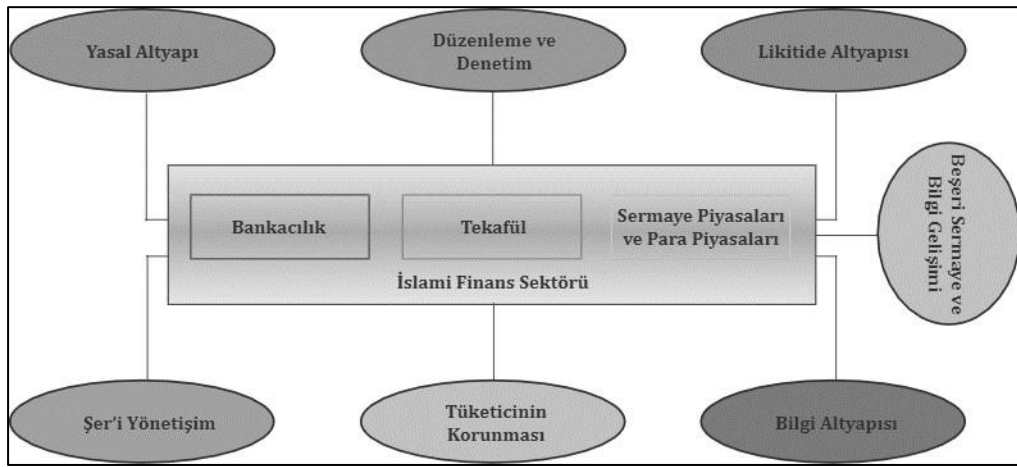 Yasal Altyapı
Düzenleme ve
Denetim
Likitide Altyapısı
Beşeri Sermaye ve
Bilgi Gelişimi
Bankacılık
Tekafül
Sermaye Piyasaları
ve Para Piyasaları
İslami Finans Sektörü
Şer'i Yönetişim
Tüketicinin
Korunması
Bilgi Altyapısı